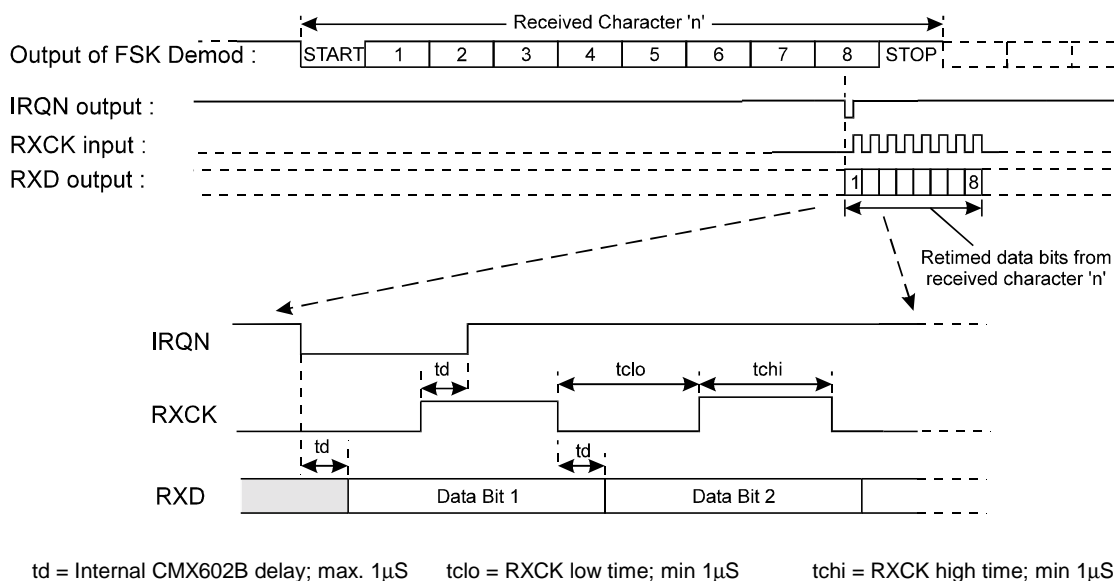 Received Character 'n'
Output of FSK Demod :
START 1 2 3 4 5 6 7 8 STOP
IRQN output :
RXCK input :
RXD output :
1 8
Retimed data bits from
received character 'n'
IRQN
td tclo tchi
RXCK
td td
RXD
Data Bit 1 Data Bit 2
td = Internal CMX602B delay; max. 1μS tclo = RXCK low time; min 1μS tchi = RXCK high time; min 1μS